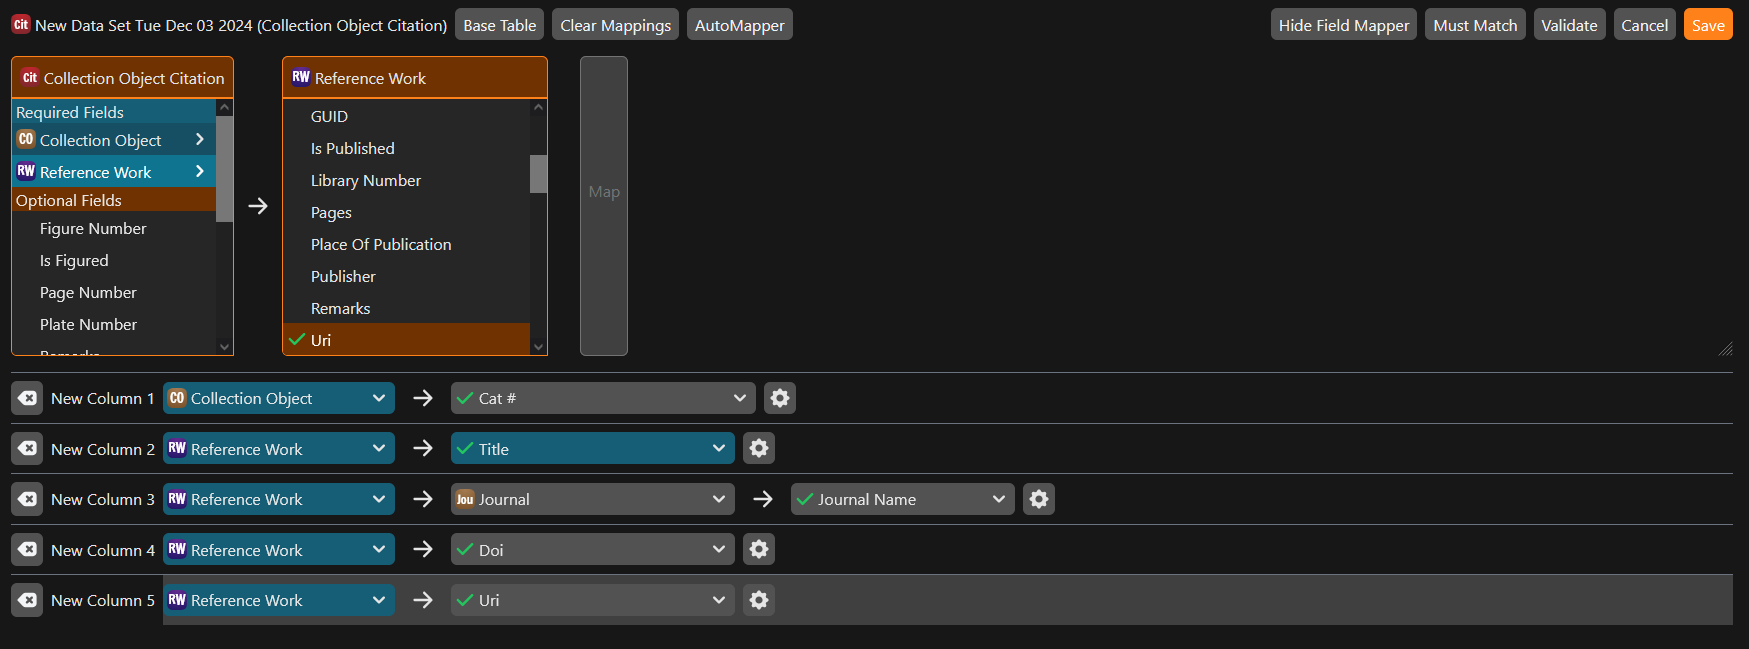 Cit New Data Set Tue Dec 03 2024 (Collection Object Citation) Base Table Clear Mappings AutoMapper Hide Field Mapper Must Match Validate Cancel Save
Cit Collection Object Citation
Required Fields
CO Collection Object
RW Reference Work
Optional Fields
Figure Number
Is Figured
Page Number
Plate Number
Remarks
RW Reference Work
GUID
Is Published
Library Number
Pages
Place Of Publication
Publisher
Remarks
Uri
Map
New Column 1 CO Collection Object Cat #
New Column 2 RW Reference Work Title
New Column 3 RW Reference Work Jou Journal Journal Name
New Column 4 RW Reference Work Doi
New Column 5 RW Reference Work Uri